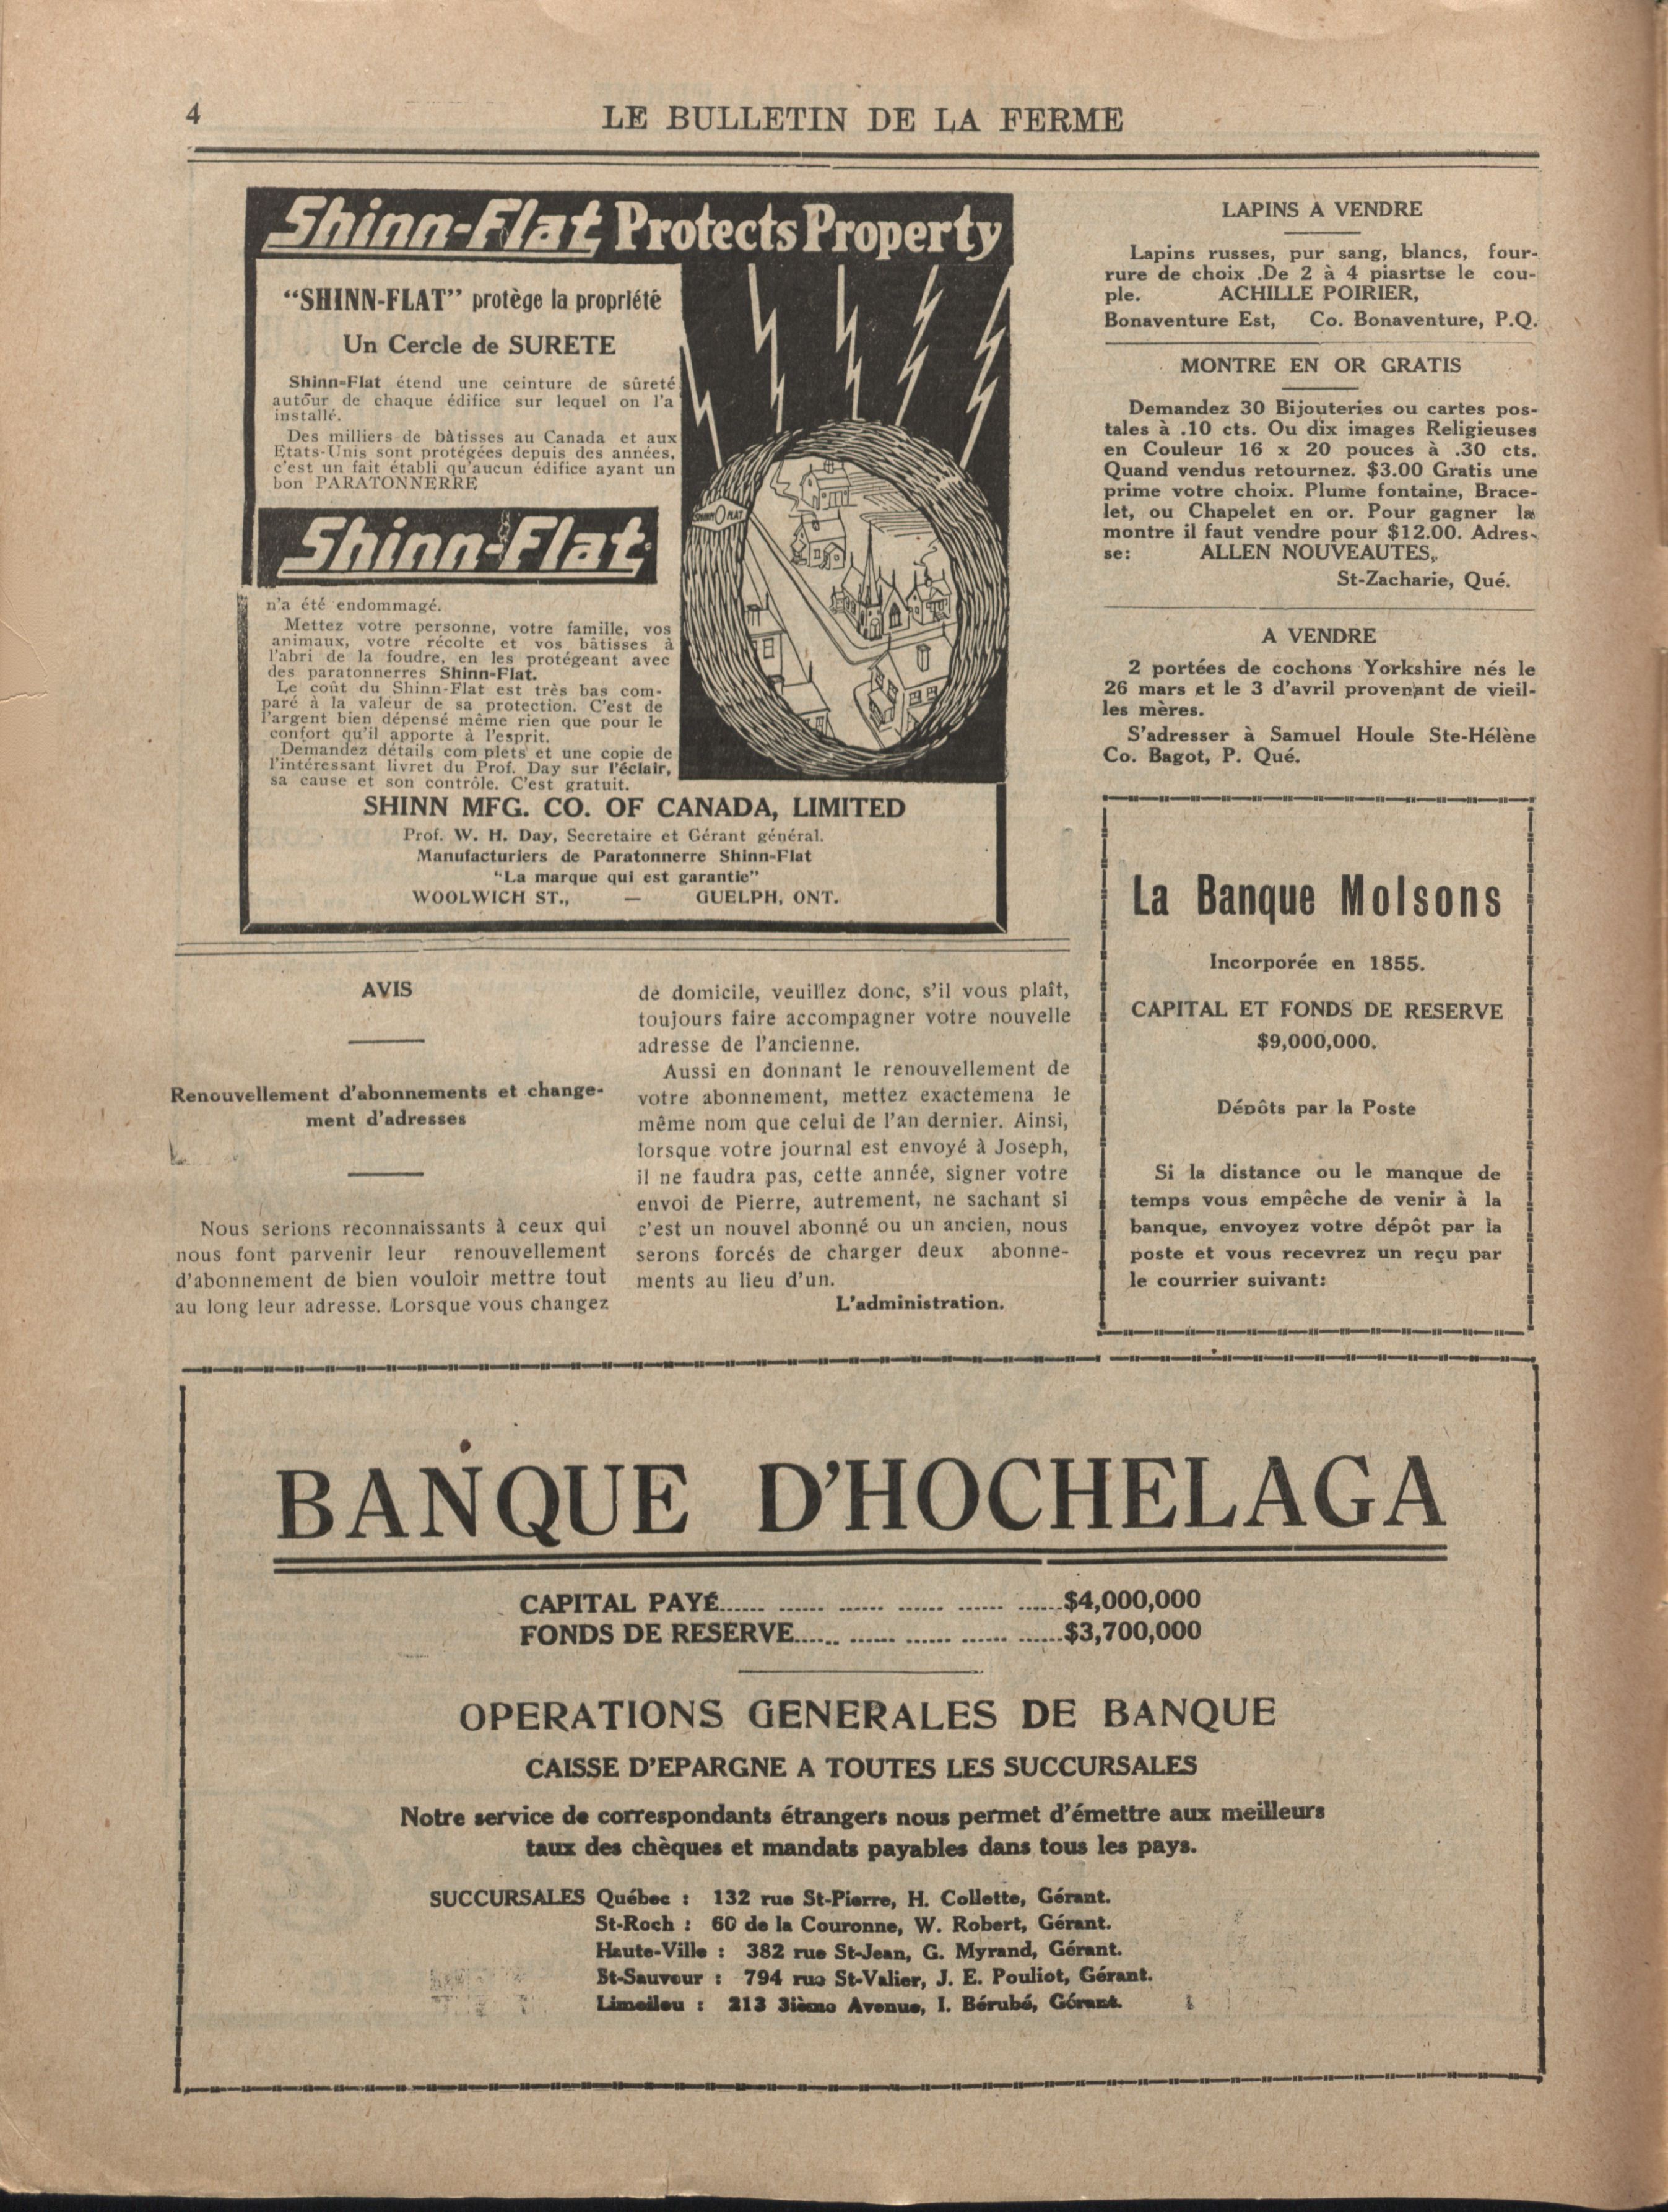 4
LE BULLETIN DE LA FERME
Shinn-Flat Protects Property
“SHINN-FLAT” protège la propriété
Un Cercle de SURETE
Shinn-Flat étend une ceinture de sûreté
autour de chaque édifice sur lequel on l'a
installé.
Des milliers de bâtisses au Canada et aux
Etats-Unis sont protégées depuis des années,
c'est un fait établi qu'aucun édifice ayant un
bon PARATONNERRE
SHINN FLAT
Shinn-Flat
n'a été endommagé.
Mettez votre personne, votre famille, vos
animaux, votre récolte et vos bâtisses à
l'abri de la foudre, en les protégeant avec
des paratonnerres Shinn-Flat.
Le coût du Shinn-Flat est très bas com-
paré à la valeur de sa protection. C'est de
l'argent bien dépensé même rien que pour le
confort qu'il apporte à l'esprit.
Demandez détails com plets et une copie de
l'intéressant livret du Prof. Day sur l'éclair,
sa cause et son contrôle. C'est gratuit.
SHINN MFG. CO. OF CANADA, LIMITED
Prof. W. H. Day, Secretaire et Gérant général.
Manufacturiers de Paratonnerre Shinn-Flat
“La marque qui est garantie”
WOOLWICH ST., — GUELPH, ONT.
AVIS
Renouvellement d'abonnements et change-
ment d'adresses
Nous serions reconnaissants à ceux qui
nous font parvenir leur renouvellement
d'abonnement de bien vouloir mettre tout
au long leur adresse. Lorsque vous changez
de domicile, veuillez donc, s'il vous plaît,
toujours faire accompagner votre nouvelle
adresse de l'ancienne.
Aussi en donnant le renouvellement de
votre abonnement, mettez exactemena le
même nom que celui de l'an dernier. Ainsi,
lorsque votre journal est envoyé à Joseph,
il ne faudra pas, cette année, signer votre
envoi de Pierre, autrement, ne sachant si
c'est un nouvel abonné ou un ancien, nous
serons forcés de charger deux abonne-
ments au lieu d'un.
L'administration.
LAPINS A VENDRE
Lapins russes, pur sang, blancs, four-
rure de choix .De 2 à 4 piasrtse le cou-
ple. ACHILLE POIRIER,
Bonaventure Est, Co. Bonaventure, P.Q.
MONTRE EN OR GRATIS
Demandez 30 Bijouteries ou cartes pos-
tales à .10 cts. Ou dix images Religieuses
en Couleur 16 x 20 pouces à .30 cts.
Quand vendus retournez. $3.00 Gratis une
prime votre choix. Plume fontaine, Brace-
let, ou Chapelet en or. Pour gagner la
montre il faut vendre pour $12.00. Adres-
se: ALLEN NOUVEAUTES,
St-Zacharie, Qué.
A VENDRE
2 portées de cochons Yorkshire nés le
26 mars et le 3 d'avril provenant de vieil-
les mères.
S'adresser à Samuel Houle Ste-Hélène
Co. Bagot, P. Qué.
La Banque Molsons
Incorporée en 1855.
CAPITAL ET FONDS DE RESERVE
$9,000,000.
Dépôts par la Poste
Si la distance ou le manque de
temps vous empêche de venir à la
banque, envoyez votre dépôt par la
poste et vous recevrez un reçu par
le courrier suivant:
BANQUE D'HOCHELAGA
CAPITAL PAYÉ...... ...... ...... ...... ...... ......$4,000,000
FONDS DE RESERVE...... ...... ...... ...... ......$3,700,000
OPERATIONS GENERALES DE BANQUE
CAISSE D'EPARGNE A TOUTES LES SUCCURSALES
Notre service de correspondants étrangers nous permet d'émettre aux meilleurs
taux des chèques et mandats payables dans tous les pays.
SUCCURSALES Québec : 132 rue St-Pierre, H. Collette, Gérant.
St-Roch : 60 de la Couronne, W. Robert, Gérant.
Haute-Ville : 382 rue St-Jean, G. Myrand, Gérant.
St-Sauveur : 794 rue St-Valier, J. E. Pouliot, Gérant.
Limoilou : 213 3ième Avenue, I. Bérubé, Gérant.